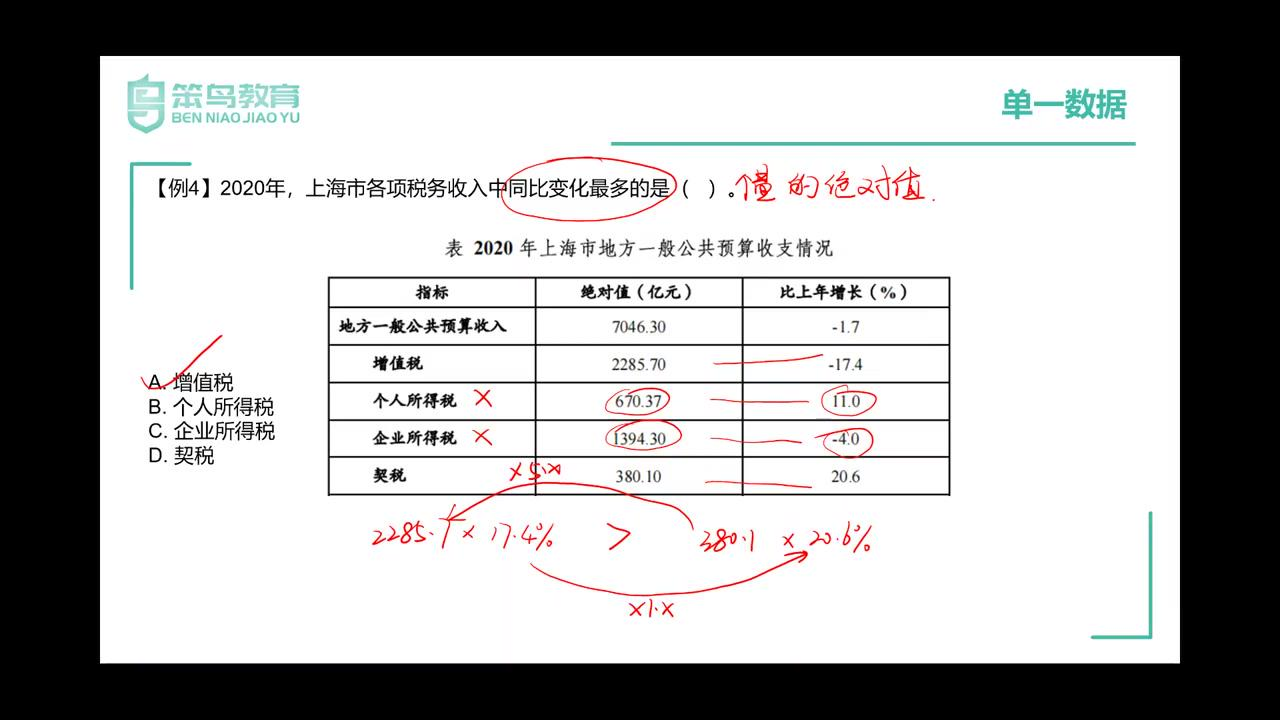 笨鸟教育
BEN NIAO JIAO YU
单一数据
【例4】2020年，上海市各项税务收入中同比变化最多的是（ ）。个量的绝对值.
表 2020 年上海市地方一般公共预算收支情况
指标 绝对值（亿元） 比上年增长（%）
地方一般公共预算收入 7046.30 -1.7
增值税 2285.70 -17.4
个人所得税 × 670.37 11.0
企业所得税 × 1394.30 -4.0
契税 380.10 20.6
A. 增值税
B. 个人所得税
C. 企业所得税
D. 契税
×5.×
2285.7 × 17.4% > 380.1 × 20.6%
×1.×